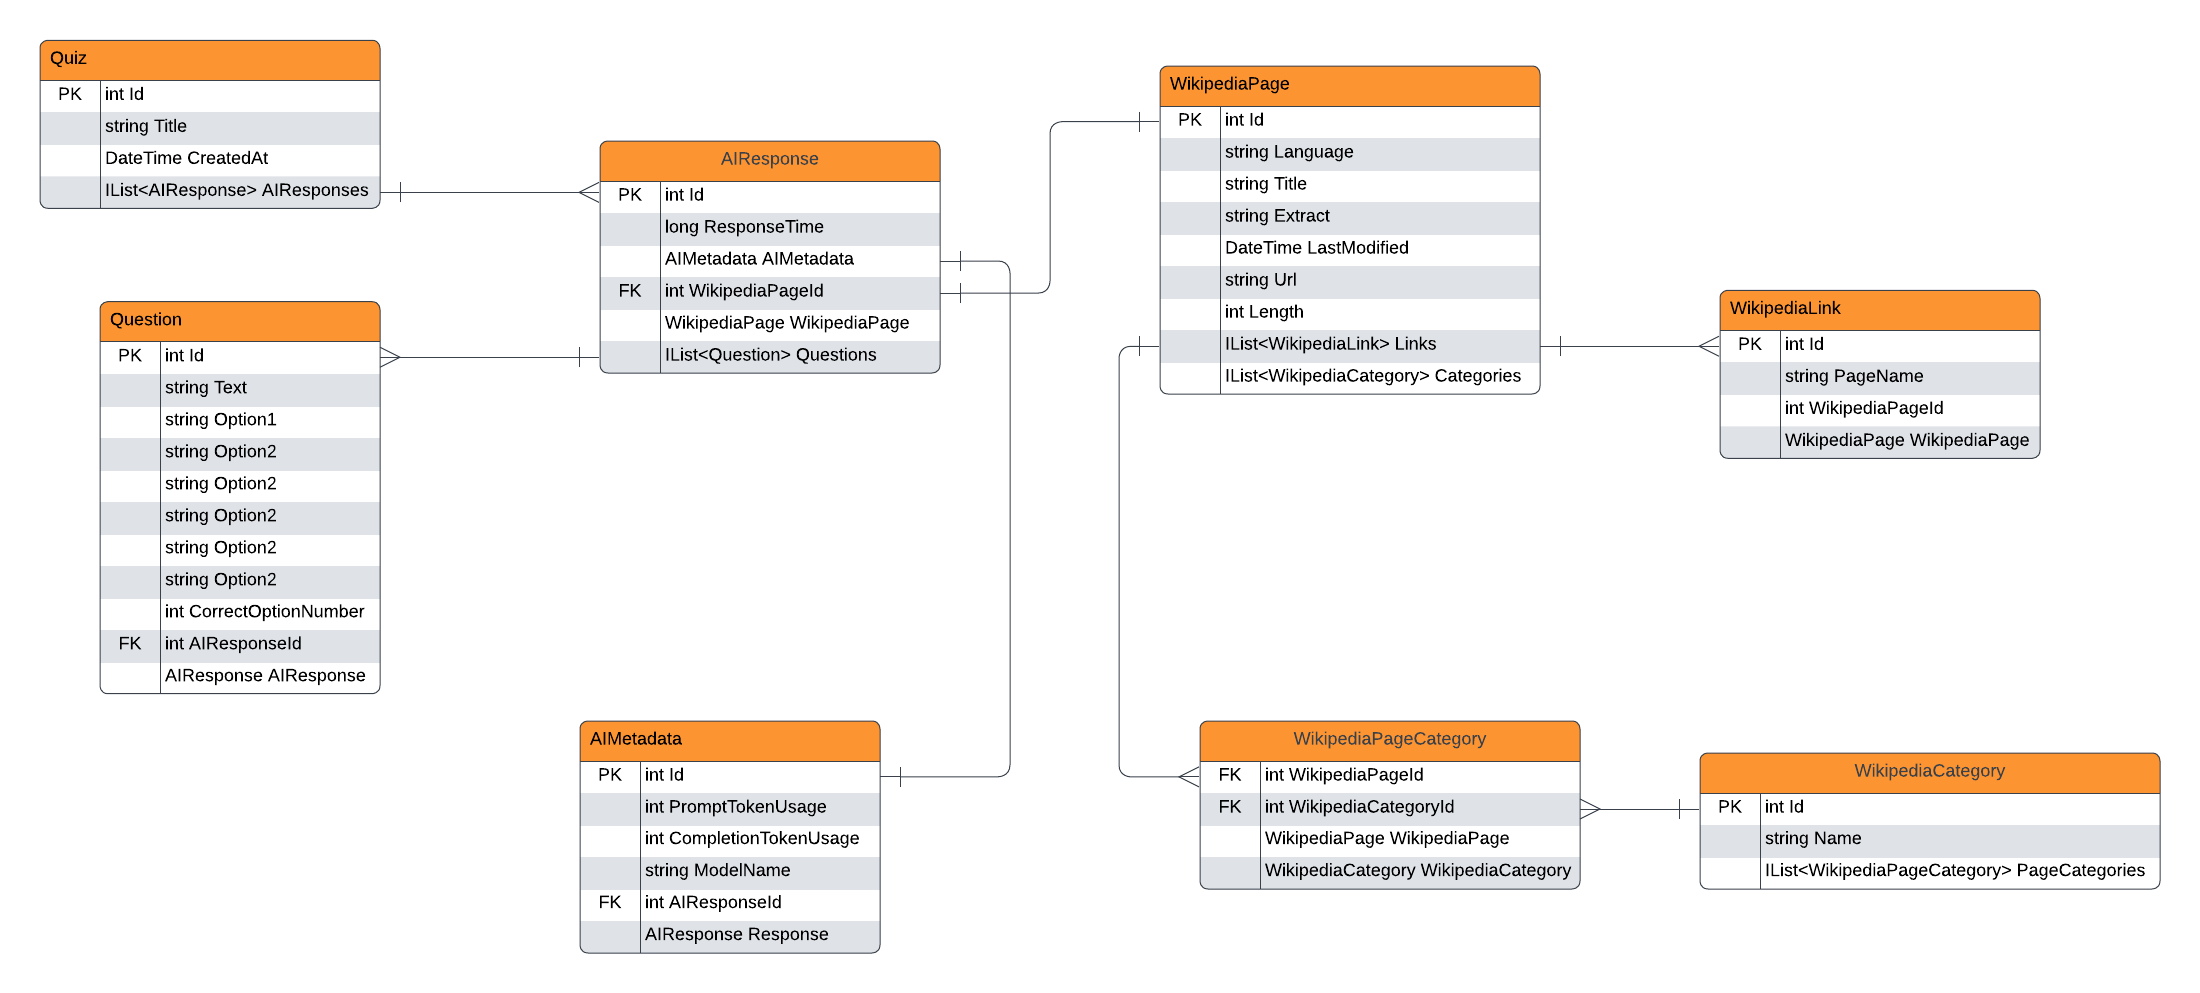 Quiz
PK int Id
string Title
DateTime CreatedAt
IList<AIResponse> AIResponses
AIResponse
PK int Id
long ResponseTime
AIMetadata AIMetadata
FK int WikipediaPageId
WikipediaPage WikipediaPage
IList<Question> Questions
Question
PK int Id
string Text
string Option1
string Option2
string Option2
string Option2
string Option2
string Option2
int CorrectOptionNumber
FK int AIResponseId
AIResponse AIResponse
AIMetadata
PK int Id
int PromptTokenUsage
int CompletionTokenUsage
string ModelName
FK int AIResponseId
AIResponse Response
WikipediaPage
PK int Id
string Language
string Title
string Extract
DateTime LastModified
string Url
int Length
IList<WikipediaLink> Links
IList<WikipediaCategory> Categories
WikipediaLink
PK int Id
string PageName
int WikipediaPageId
WikipediaPage WikipediaPage
WikipediaPageCategory
FK int WikipediaPageId
FK int WikipediaCategoryId
WikipediaPage WikipediaPage
WikipediaCategory WikipediaCategory
WikipediaCategory
PK int Id
string Name
IList<WikipediaPageCategory> PageCategories